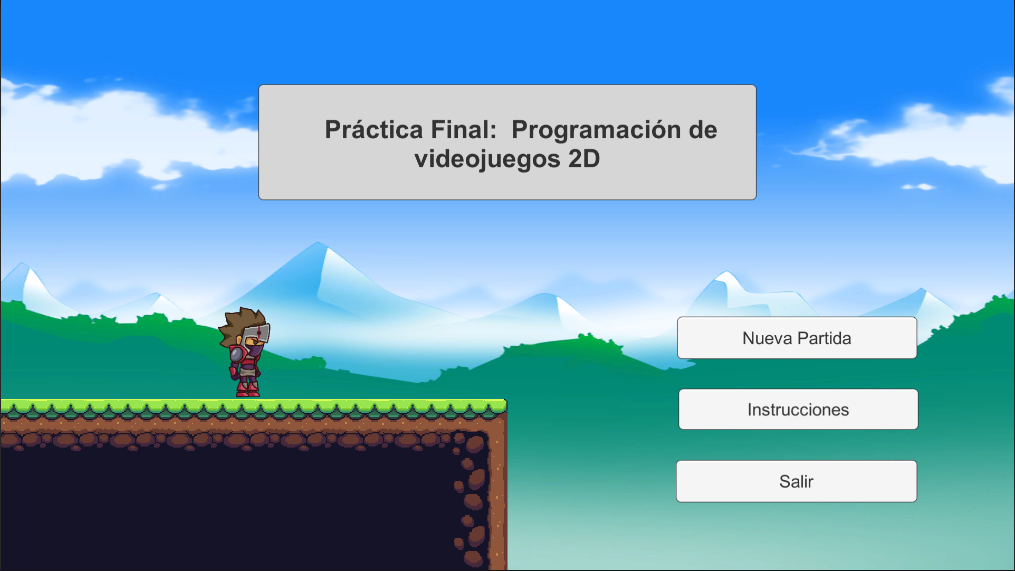 Práctica Final:  Programación de
videojuegos 2D
Nueva Partida
Instrucciones
Salir